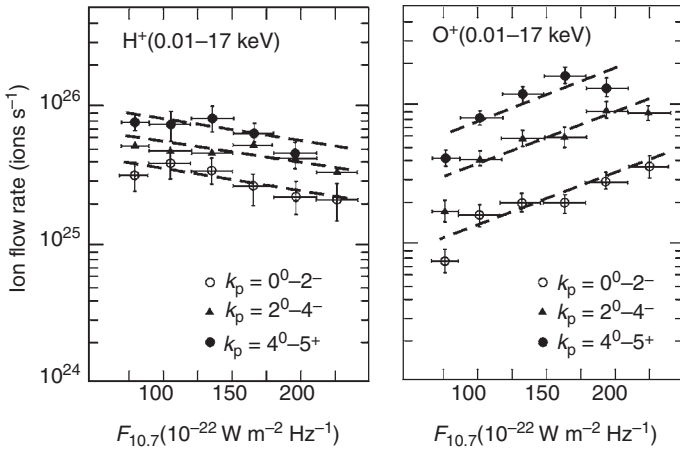 H⁺(0.01–17 keV)
O⁺(0.01–17 keV)
Ion flow rate (ions s⁻¹)
10²⁶
10²⁵
10²⁴
kₚ = 0⁰–2⁻
kₚ = 2⁰–4⁻
kₚ = 4⁰–5⁺
kₚ = 0⁰–2⁻
kₚ = 2⁰–4⁻
kₚ = 4⁰–5⁺
100 150 200
100 150 200
F₁₀.₇(10⁻²² W m⁻² Hz⁻¹)
F₁₀.₇(10⁻²² W m⁻² Hz⁻¹)